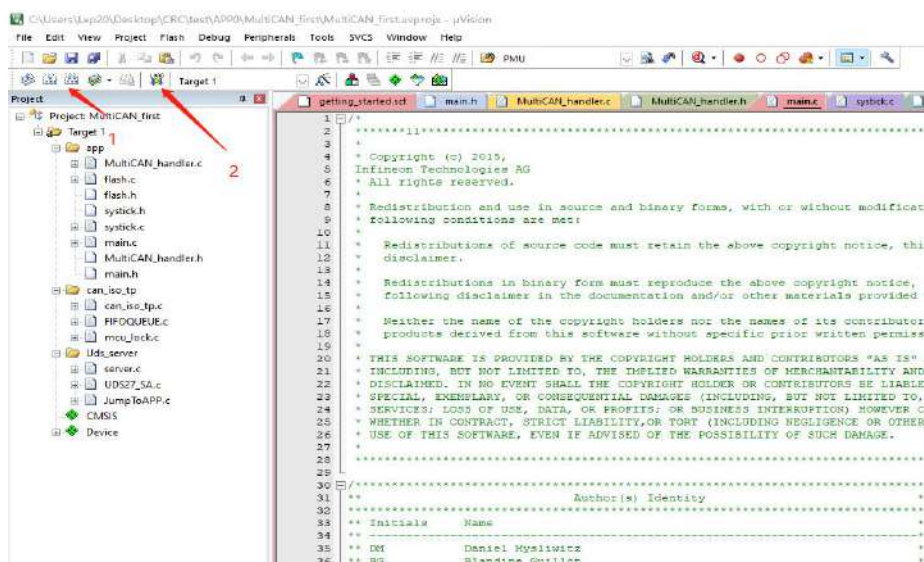 C:\Users\Lxp20\Desktop\CRC\test\APP0\MultiCAN_first\MultiCAN_first.uvprojx - µVision
File Edit View Project Flash Debug Peripherals Tools SVCS Window Help
PMU
Target 1
Project
getting_started.sct main.h MultiCAN_handler.c MultiCAN_handler.h main.c systick.c
Project: MultiCAN_first
Target 1
1
2
app
MultiCAN_handler.c
flash.c
flash.h
systick.h
systick.c
main.c
MultiCAN_handler.h
main.h
can_iso_tp
can_iso_tp.c
FIFOQUEUE.c
mcu_lock.c
Uds_server
server.c
UDS27_SA.c
JumpToAPP.c
CMSIS
Device
1 /*
2 ******11**********************************************************************
3 *
4 * Copyright (c) 2015,
5 Infineon Technologies AG
6 * All rights reserved.
7 *
8 * Redistribution and use in source and binary forms, with or without modificat
9 * following conditions are met:
10 *
11 * Redistributions of source code must retain the above copyright notice, thi
12 * disclaimer.
13 *
14 * Redistributions in binary form must reproduce the above copyright notice,
15 * following disclaimer in the documentation and/or other materials provided
16 *
17 * Neither the name of the copyright holders nor the names of its contributor
18 * products derived from this software without specific prior written permiss
19 *
20 * THIS SOFTWARE IS PROVIDED BY THE COPYRIGHT HOLDERS AND CONTRIBUTORS "AS IS"
21 * INCLUDING, BUT NOT LIMITED TO, THE IMPLIED WARRANTIES OF MERCHANTABILITY AND
22 * DISCLAIMED. IN NO EVENT SHALL THE COPYRIGHT HOLDER OR CONTRIBUTORS BE LIABLE
23 * SPECIAL, EXEMPLARY, OR CONSEQUENTIAL DAMAGES (INCLUDING, BUT NOT LIMITED TO,
24 * SERVICES; LOSS OF USE, DATA, OR PROFITS; OR BUSINESS INTERRUPTION) HOWEVER C
25 * WHETHER IN CONTRACT, STRICT LIABILITY,OR TORT (INCLUDING NEGLIGENCE OR OTHER
26 * USE OF THIS SOFTWARE, EVEN IF ADVISED OF THE POSSIBILITY OF SUCH DAMAGE.
27 *
28 ******************************************************************************
29
30 /*****************************************************************************
31 ** Author(s) Identity *
32 ******************************************************************************
33 ** Initials Name *
34 ** --------------------------------------------------------------------------*
35 ** DM Daniel Mysliwitz *
36 ** BG Blandine Guillot *